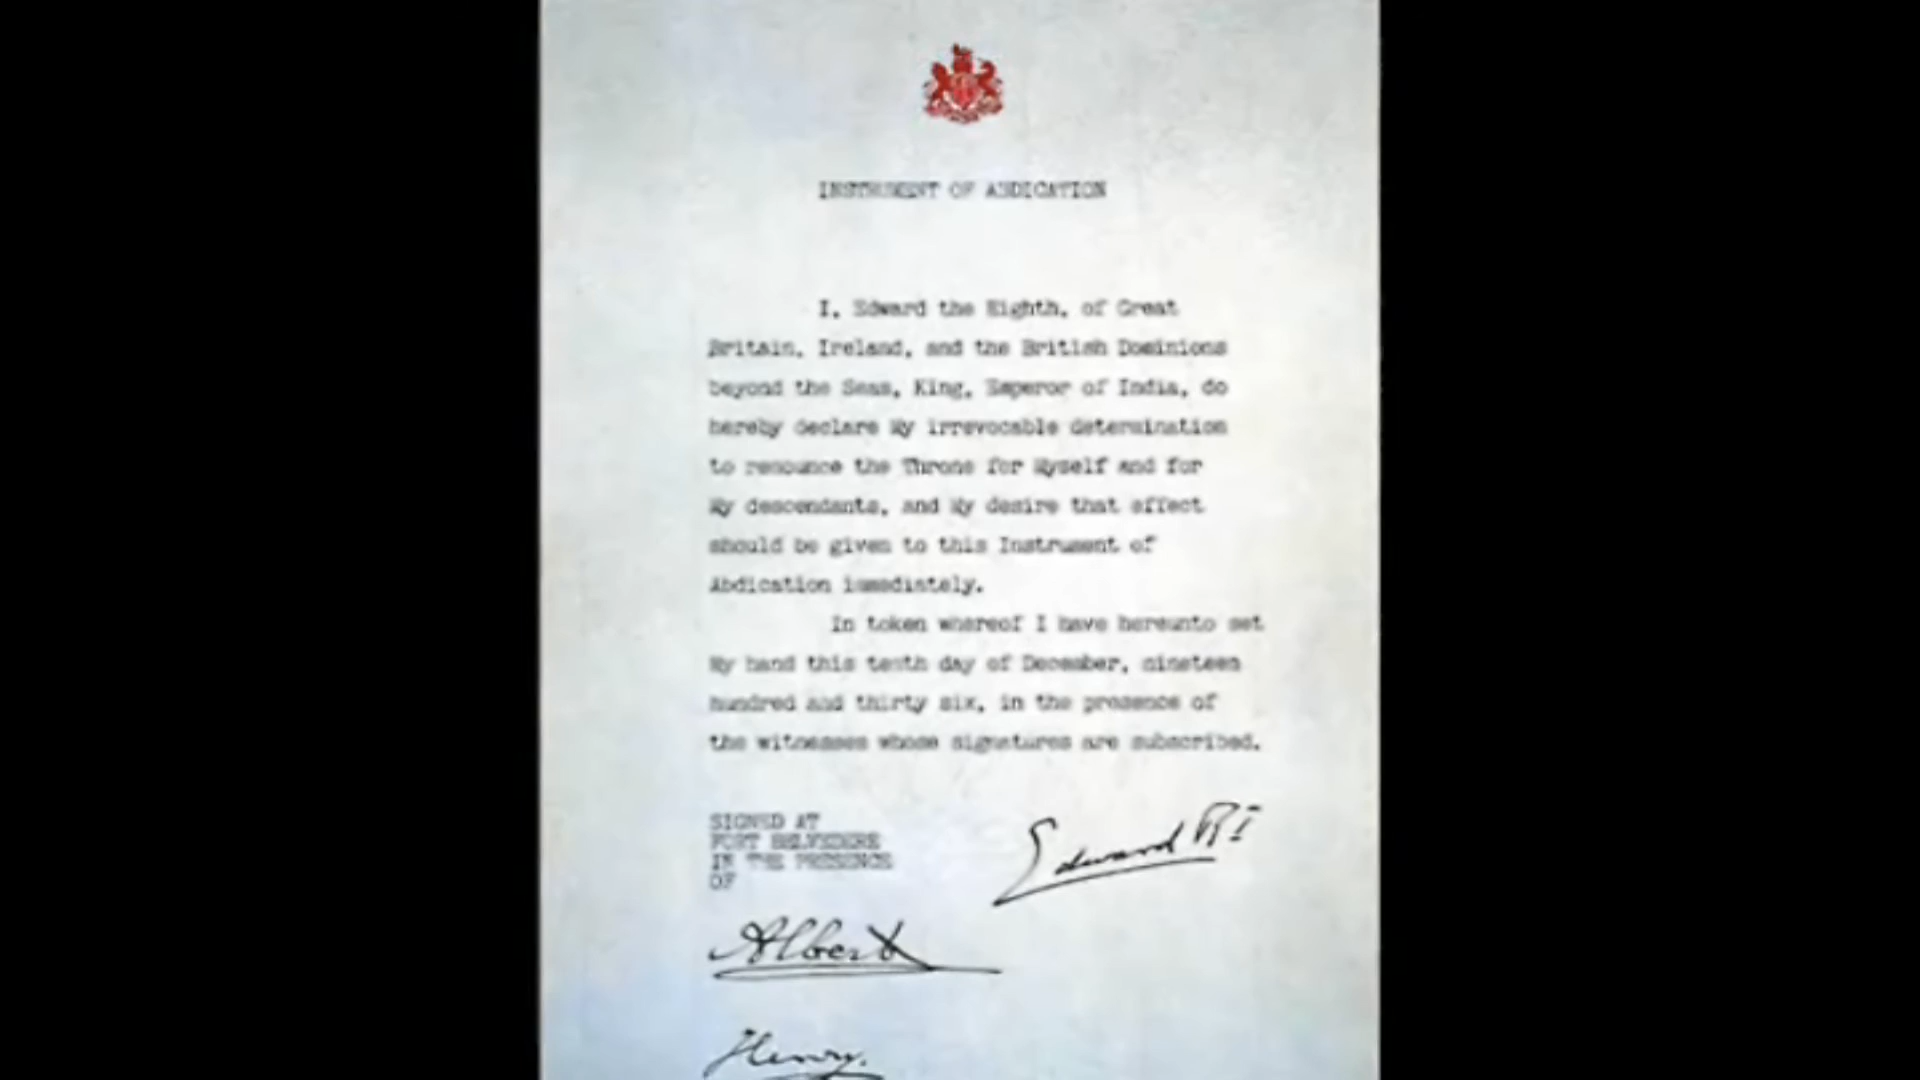 INSTRUMENT OF ABDICATION
I, Edward the Eighth, of Great
Britain, Ireland, and the British Dominions
beyond the Seas, King, Emperor of India, do
hereby declare My irrevocable determination
to renounce the Throne for Myself and for
My descendants, and My desire that effect
should be given to this Instrument of
Abdication immediately.
In token whereof I have hereunto set
My hand this tenth day of December, nineteen
hundred and thirty six, in the presence of
the witnesses whose signatures are subscribed.
SIGNED AT
FORT BELVEDERE
IN THE PRESENCE
OF
Edward RI
Albert
Henry.